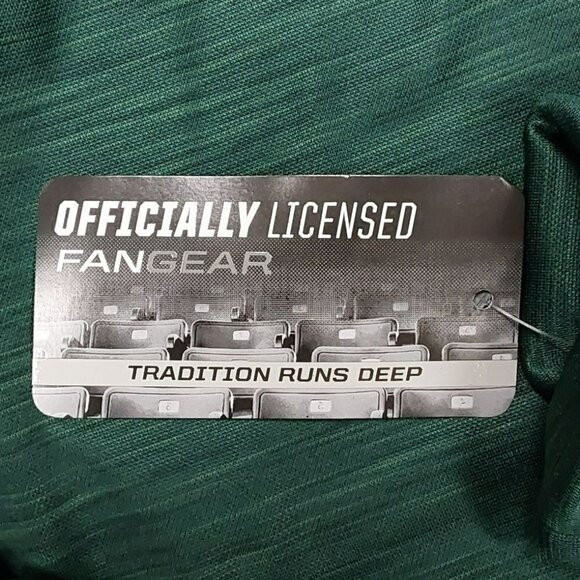 OFFICIALLY LICENSED
FANGEAR
TRADITION RUNS DEEP